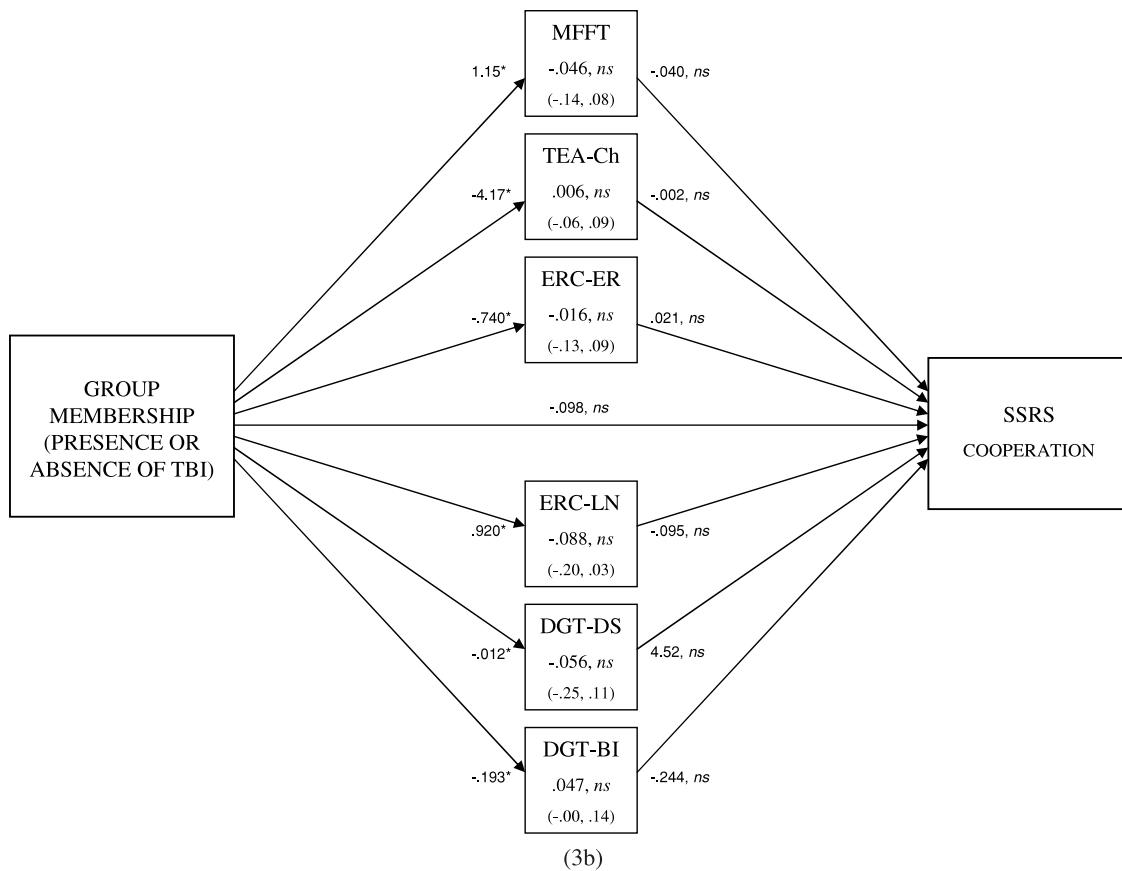 MFFT
1.15*
-.046, ns
-.040, ns
(-.14, .08)
TEA-Ch
-4.17*
.006, ns
-.002, ns
(-.06, .09)
ERC-ER
-.740*
-.016, ns
.021, ns
(-.13, .09)
GROUP
MEMBERSHIP
(PRESENCE OR
ABSENCE OF TBI)
-.098, ns
SSRS
COOPERATION
ERC-LN
.920*
-.088, ns
-.095, ns
(-.20, .03)
DGT-DS
-.012*
-.056, ns
4.52, ns
(-.25, .11)
DGT-BI
-.193*
.047, ns
-.244, ns
(-.00, .14)
(3b)